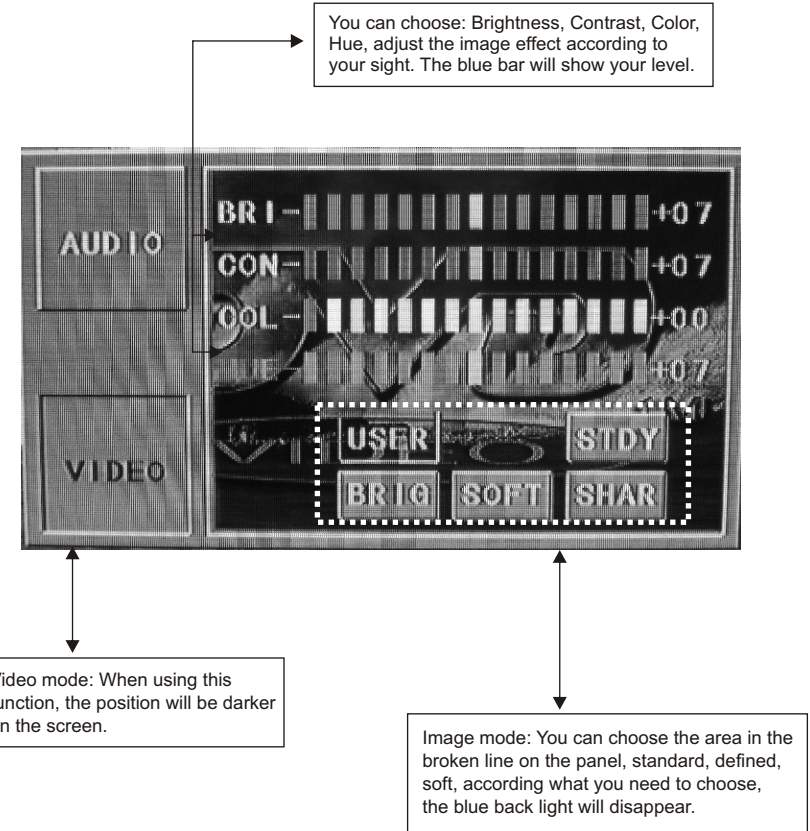 You can choose: Brightness, Contrast, Color,
Hue, adjust the image effect according to
your sight. The blue bar will show your level.
BRI
+07
AUDIO
CON
+07
COL
+00
+07
USER
STDY
VIDEO
BRIG SOFT SHAR
mode: When using this
the position will be darker
the screen.
Image mode: You can choose the area in the
broken line on the panel, standard, defined,
soft, according what you need to choose,
the blue back light will disappear.